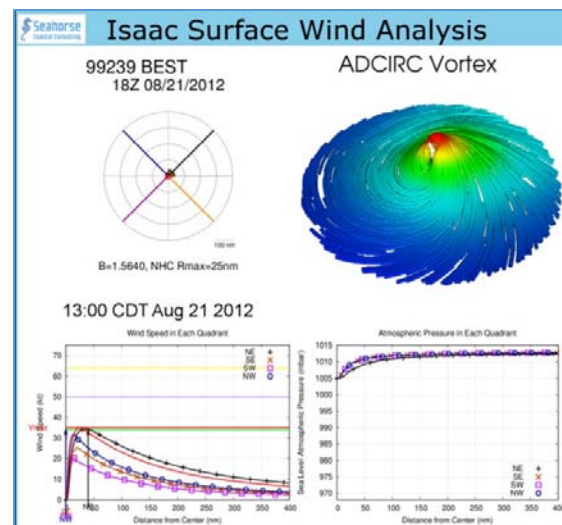 Seahorse
Coastal Consulting
Isaac Surface Wind Analysis
99239 BEST
18Z 08/21/2012
ADCIRC Vortex
100 nm
B=1.5640, NHC Rmax=25nm
13:00 CDT Aug 21 2012
Wind Speed in Each Quadrant
NE
SE
SW
NW
Wind Speed (kt)
70
60
50
40
30
20
10
0
50 100 150 200 250 300 350 400
Distance from Center (nm)
NW
Atmospheric Pressure in Each Quadrant
Sea Level Atmospheric Pressure (mbar)
1015
1010
1005
1000
995
990
985
980
975
970
NE
SE
SW
NW
0 50 100 150 200 250 300 350 400
Distance from Center (nm)